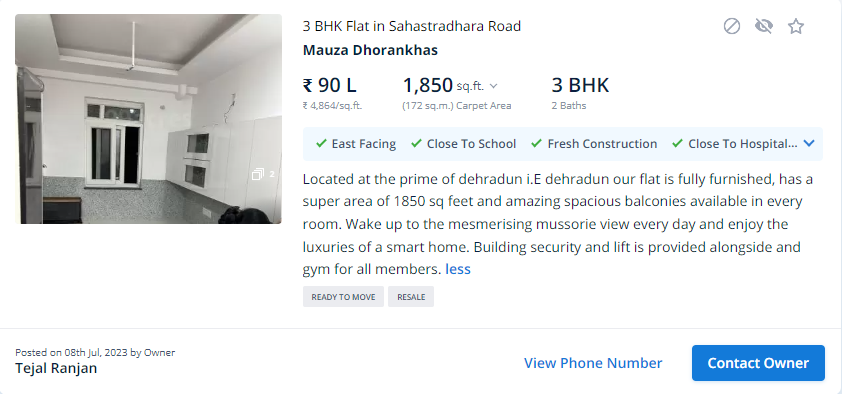 3 BHK Flat in Sahastradhara Road
Mauza Dhorankhas
₹ 90 L
₹ 4,864/sq.ft.
1,850 sq.ft.
(172 sq.m.) Carpet Area
3 BHK
2 Baths
East Facing
Close To School
Fresh Construction
Close To Hospital...
2
Located at the prime of dehradun i.E dehradun our flat is fully furnished, has a
super area of 1850 sq feet and amazing spacious balconies available in every
room. Wake up to the mesmerising mussorie view every day and enjoy the
luxuries of a smart home. Building security and lift is provided alongside and
gym for all members. less
READY TO MOVE
RESALE
Posted on 08th Jul, 2023 by Owner
Tejal Ranjan
View Phone Number
Contact Owner